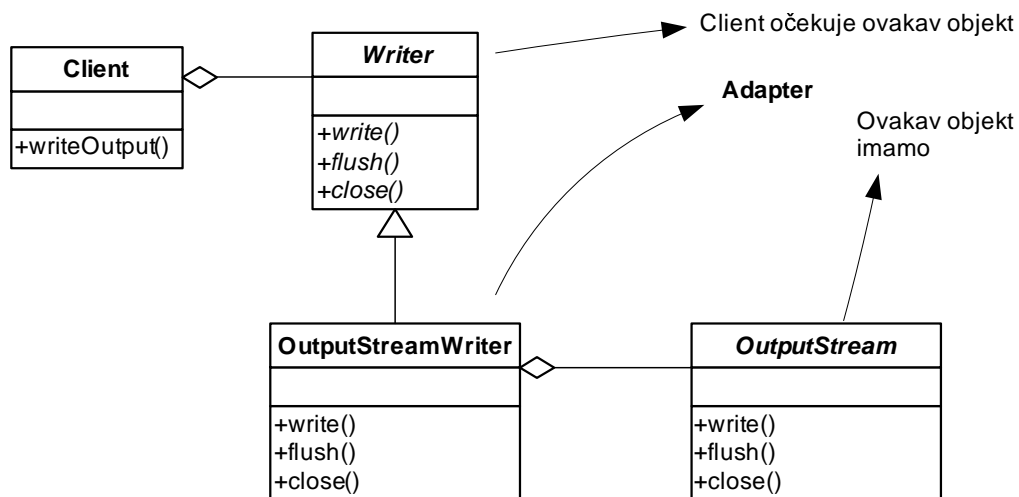 Client
+writeOutput()
Writer
+write()
+flush()
+close()
Client očekuje ovakav objekt
Adapter
Ovakav objekt
imamo
OutputStreamWriter
+write()
+flush()
+close()
OutputStream
+write()
+flush()
+close()